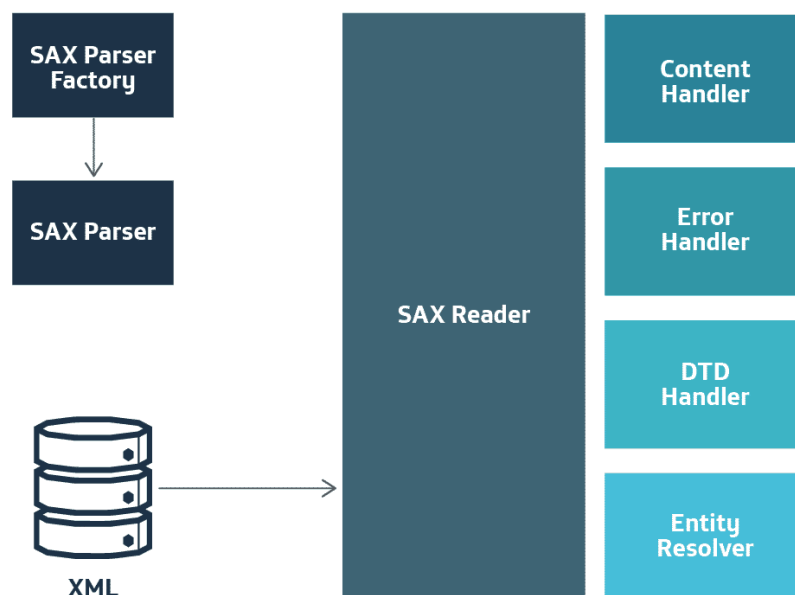 SAX Parser
Factory
SAX Parser
XML
SAX Reader
Content
Handler
Error
Handler
DTD
Handler
Entity
Resolver